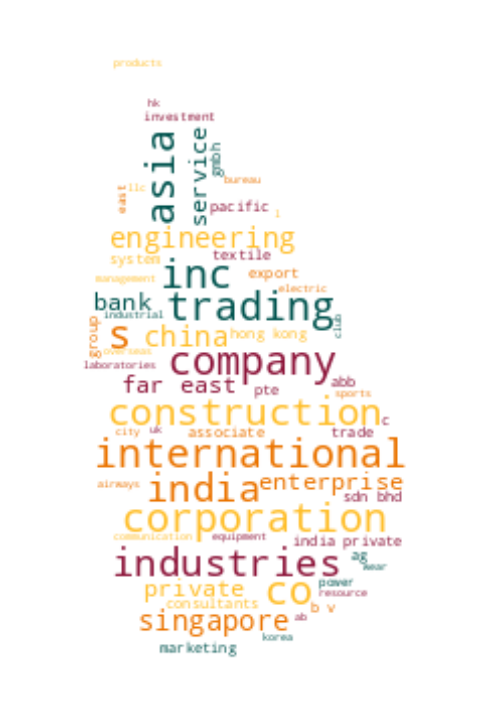 products
hk
investment
asia
service
gmbh
bureau
east
llc
pacific
l
engineering
system
textile
inc
export
management
electric
bank
trading
industrial
group
s
china
hong kong
club
overseas
company
laboratories
far east
pte
abb
sports
construction
c
city
uk
associate
trade
international
airways
india
enterprise
sdn bhd
corporation
communication
equipment
india private
industries
ag
wear
private
co
power
resource
consultants
b v
singapore
ab
korea
marketing